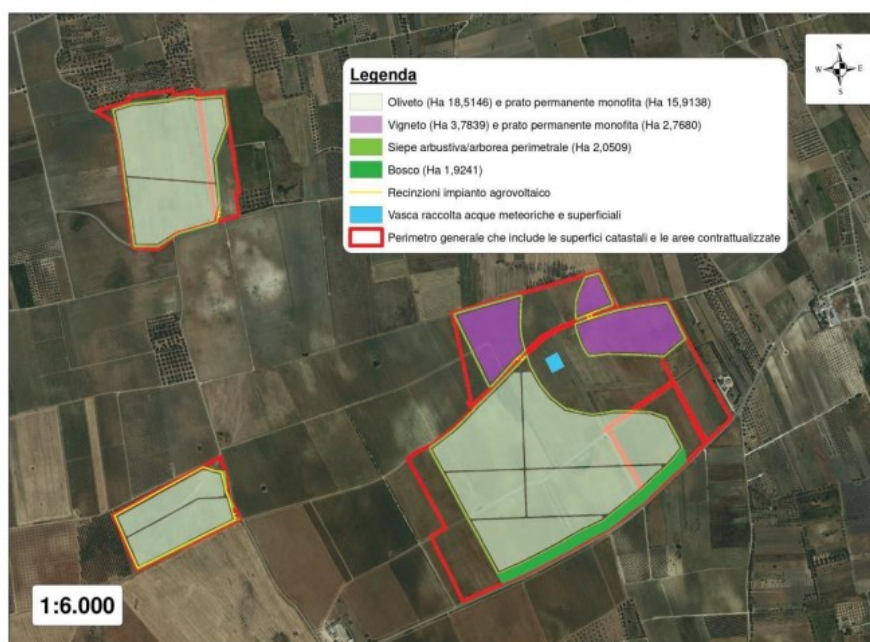 N
W E
S
Legenda
Oliveto (Ha 18,5146) e prato permanente monofita (Ha 15,9138)
Vigneto (Ha 3,7839) e prato permanente monofita (Ha 2,7680)
Siepe arbustiva/arborea perimetrale (Ha 2,0509)
Bosco (Ha 1,9241)
Recinzioni impianto agrovoltaico
Vasca raccolta acque meteoriche e superficiali
Perimetro generale che include le superfici catastali e le aree contrattualizzate
1:6.000